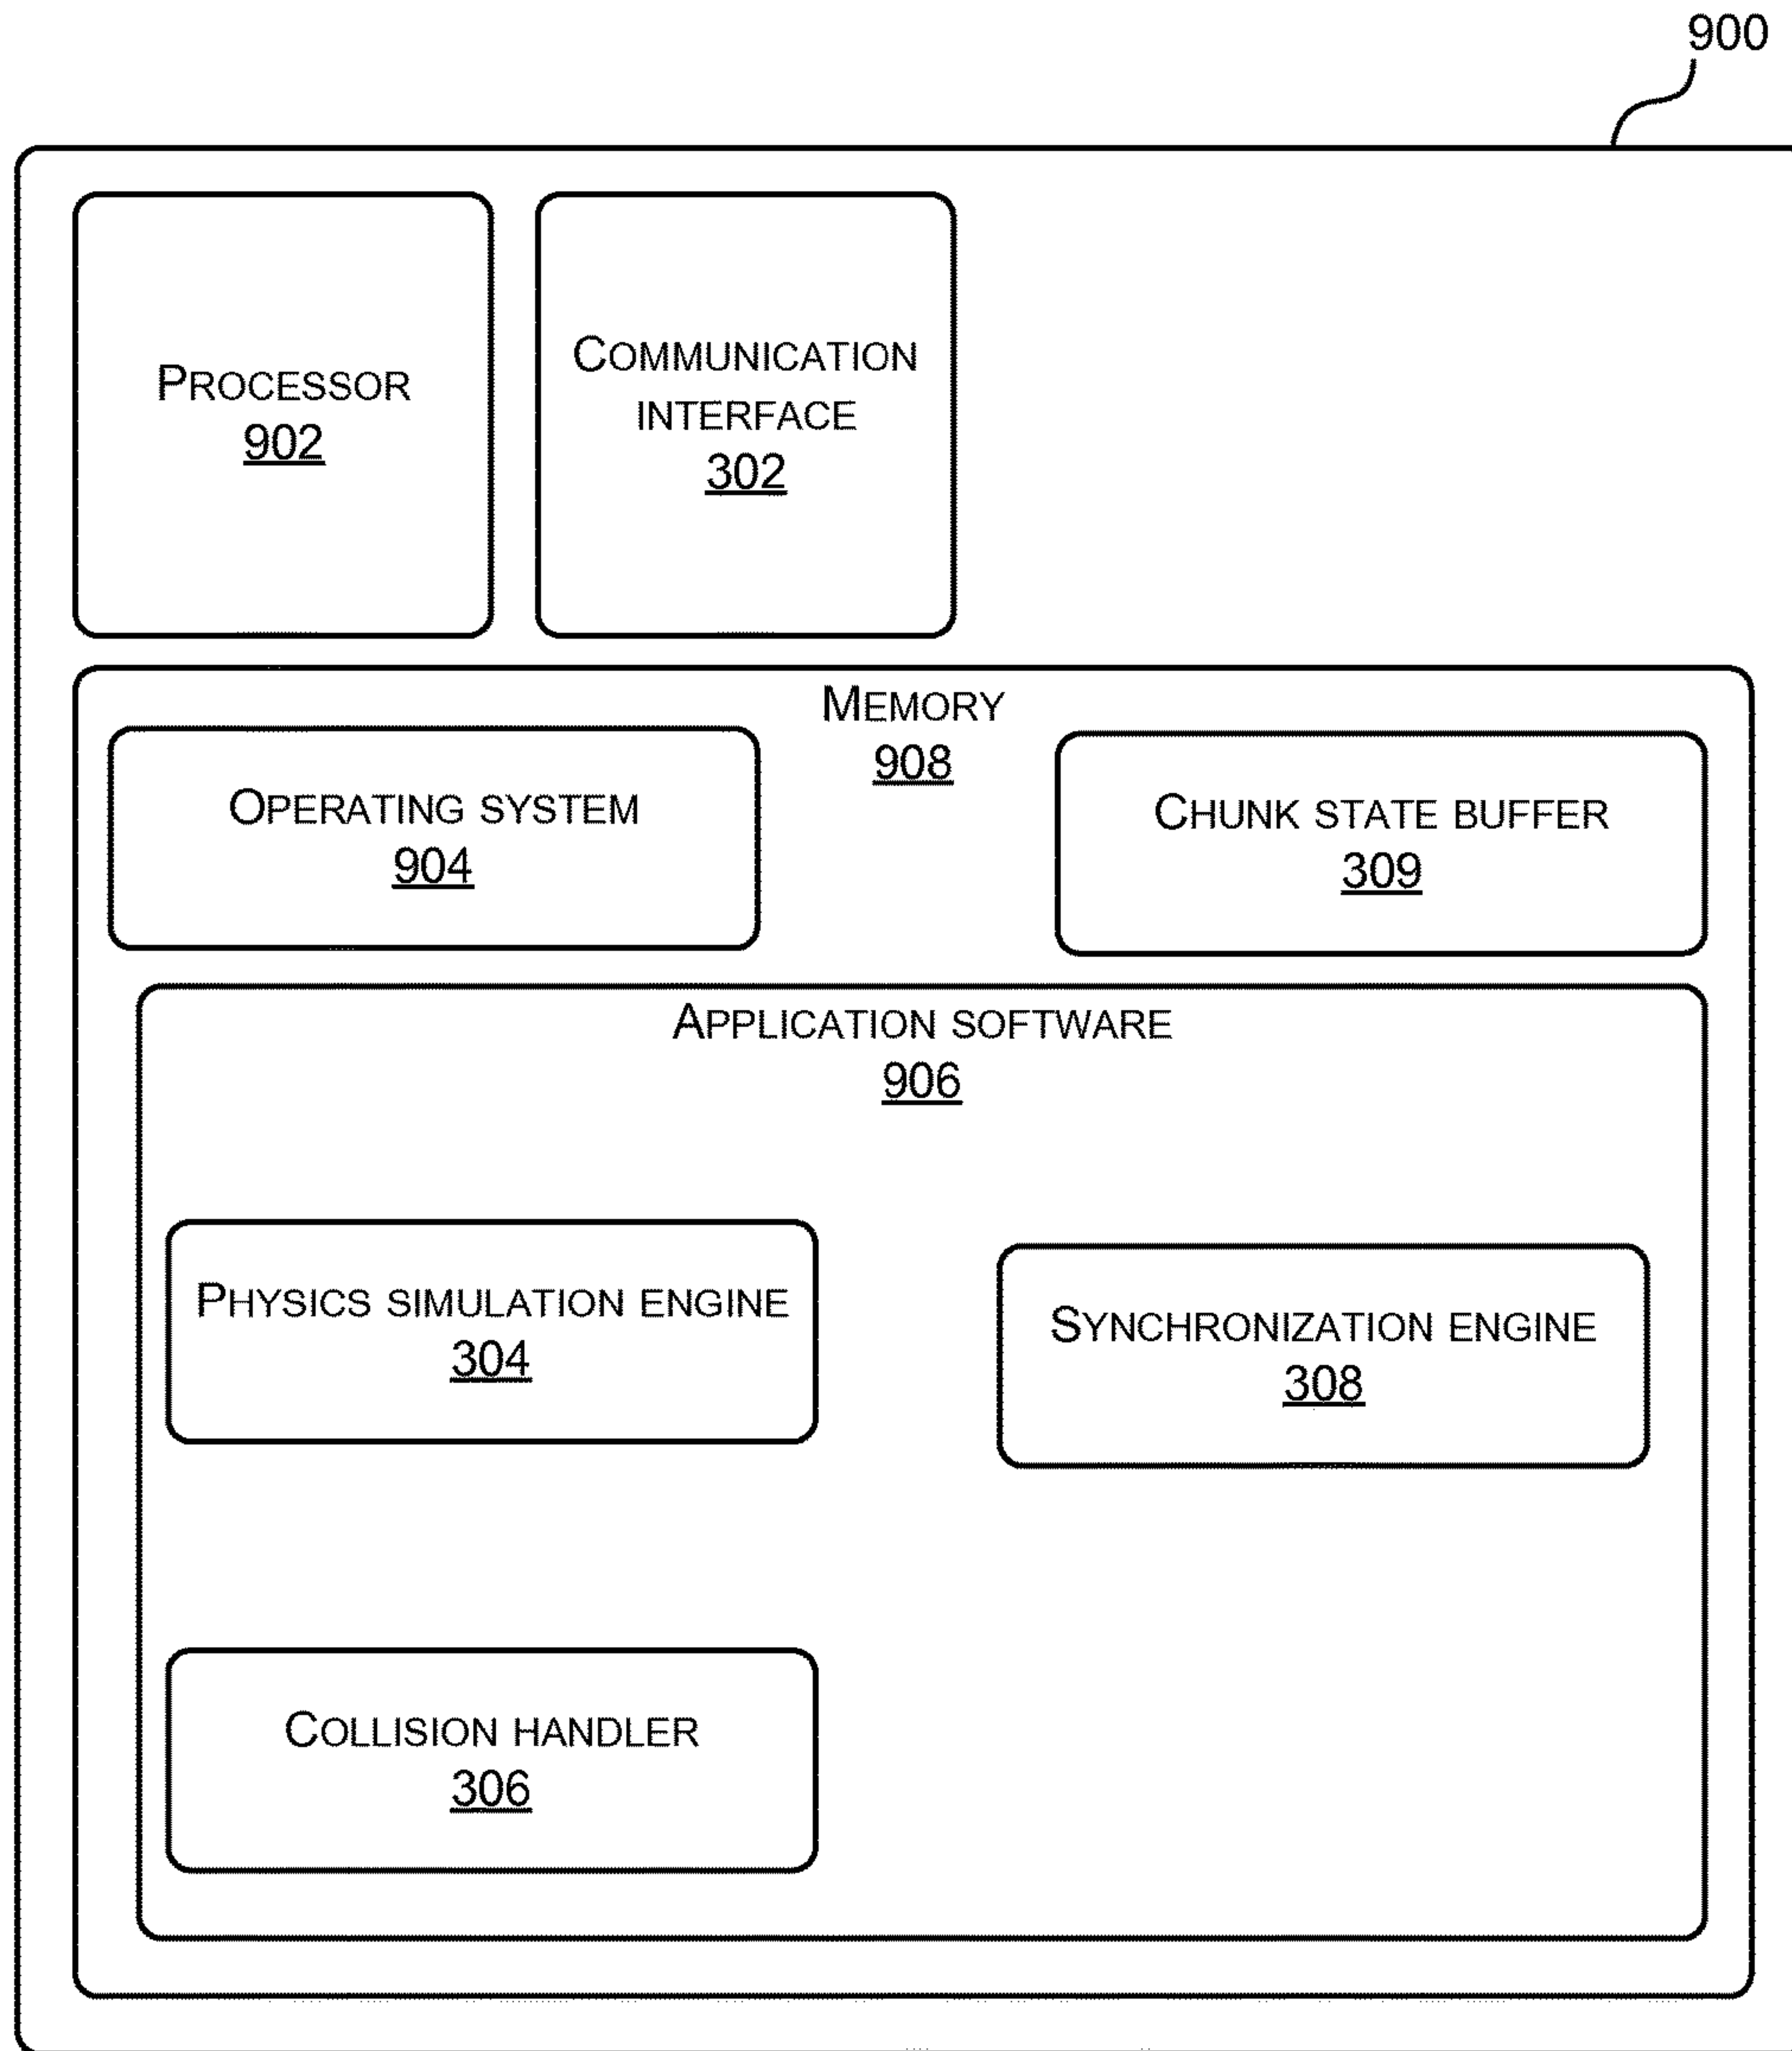 900
PROCESSOR
902
COMMUNICATION
INTERFACE
302
MEMORY
908
OPERATING SYSTEM
904
CHUNK STATE BUFFER
309
APPLICATION SOFTWARE
906
PHYSICS SIMULATION ENGINE
304
SYNCHRONIZATION ENGINE
308
COLLISION HANDLER
306